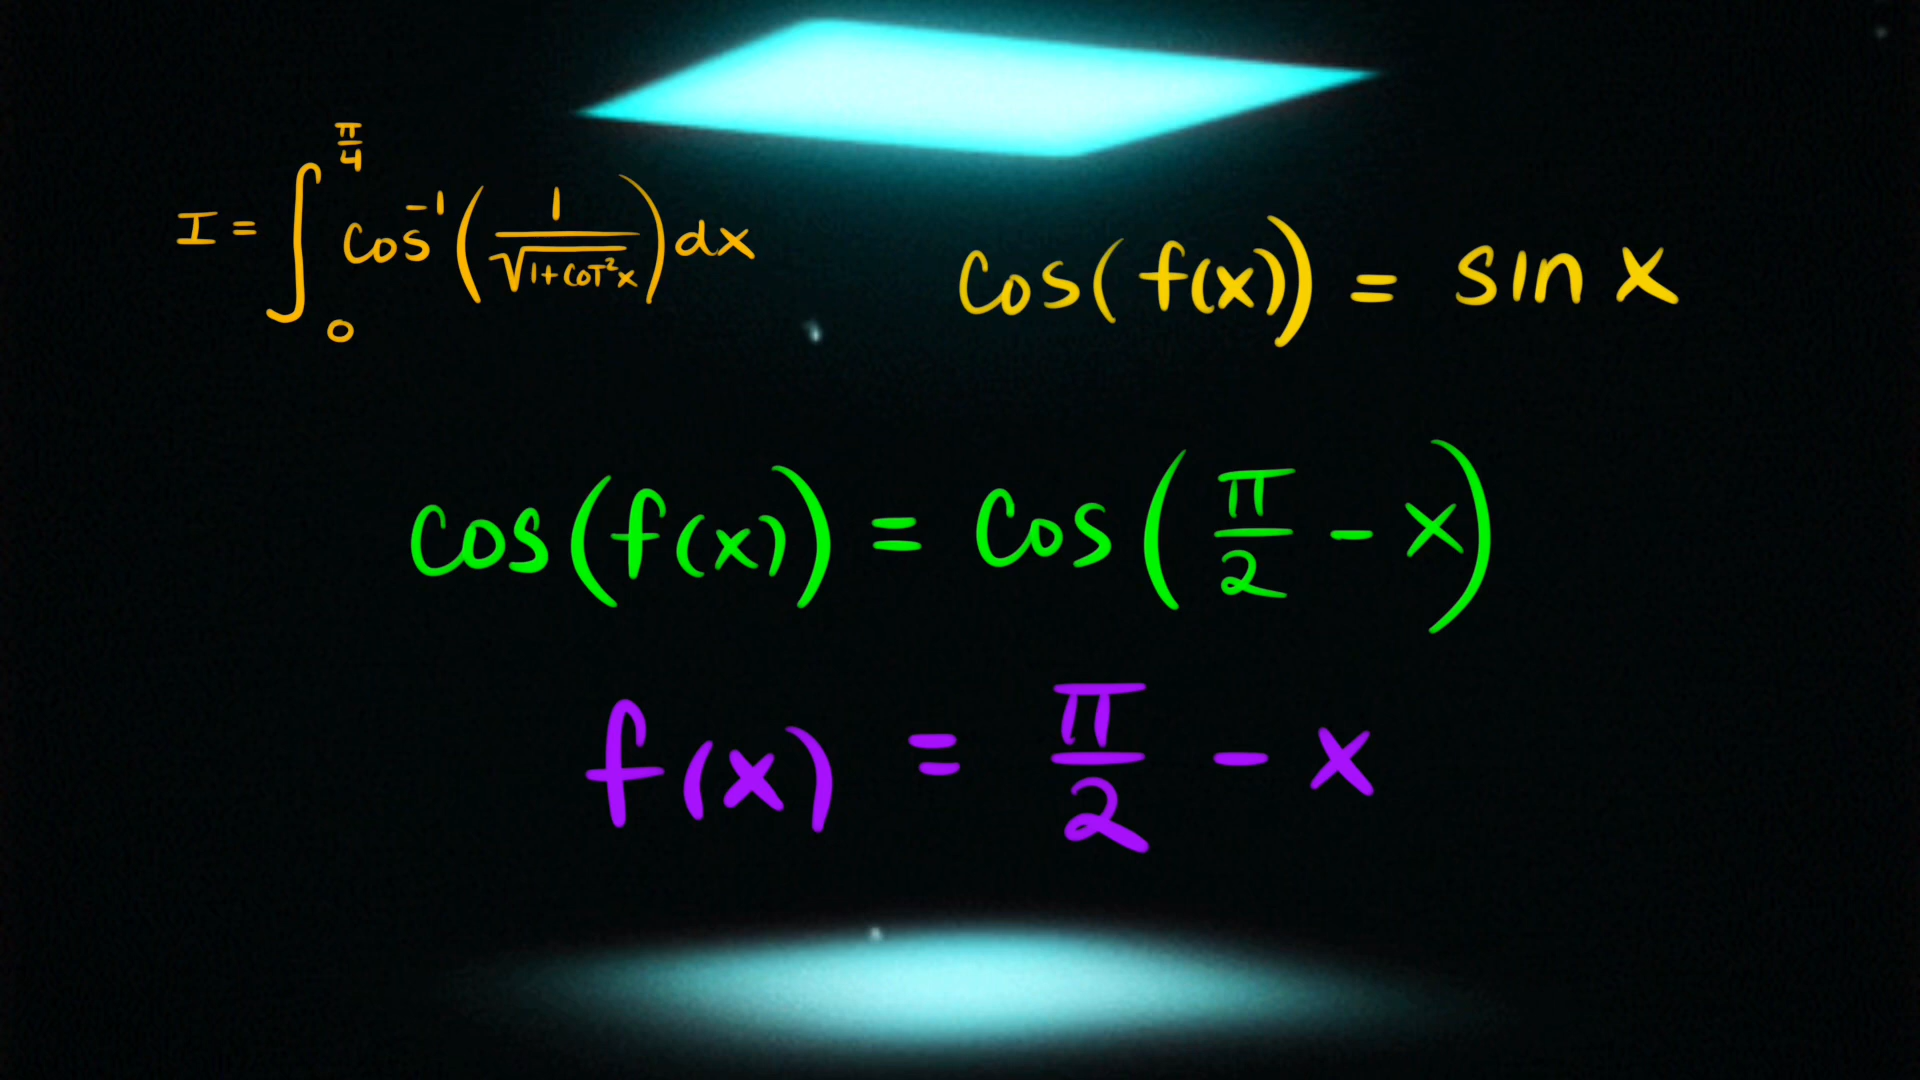 I = ∫₀^(π/4) cos⁻¹(1/√(1+cot²x)) dx
cos(f(x)) = sin x
cos(f(x)) = cos(π/2 − x)
f(x) = π/2 − x